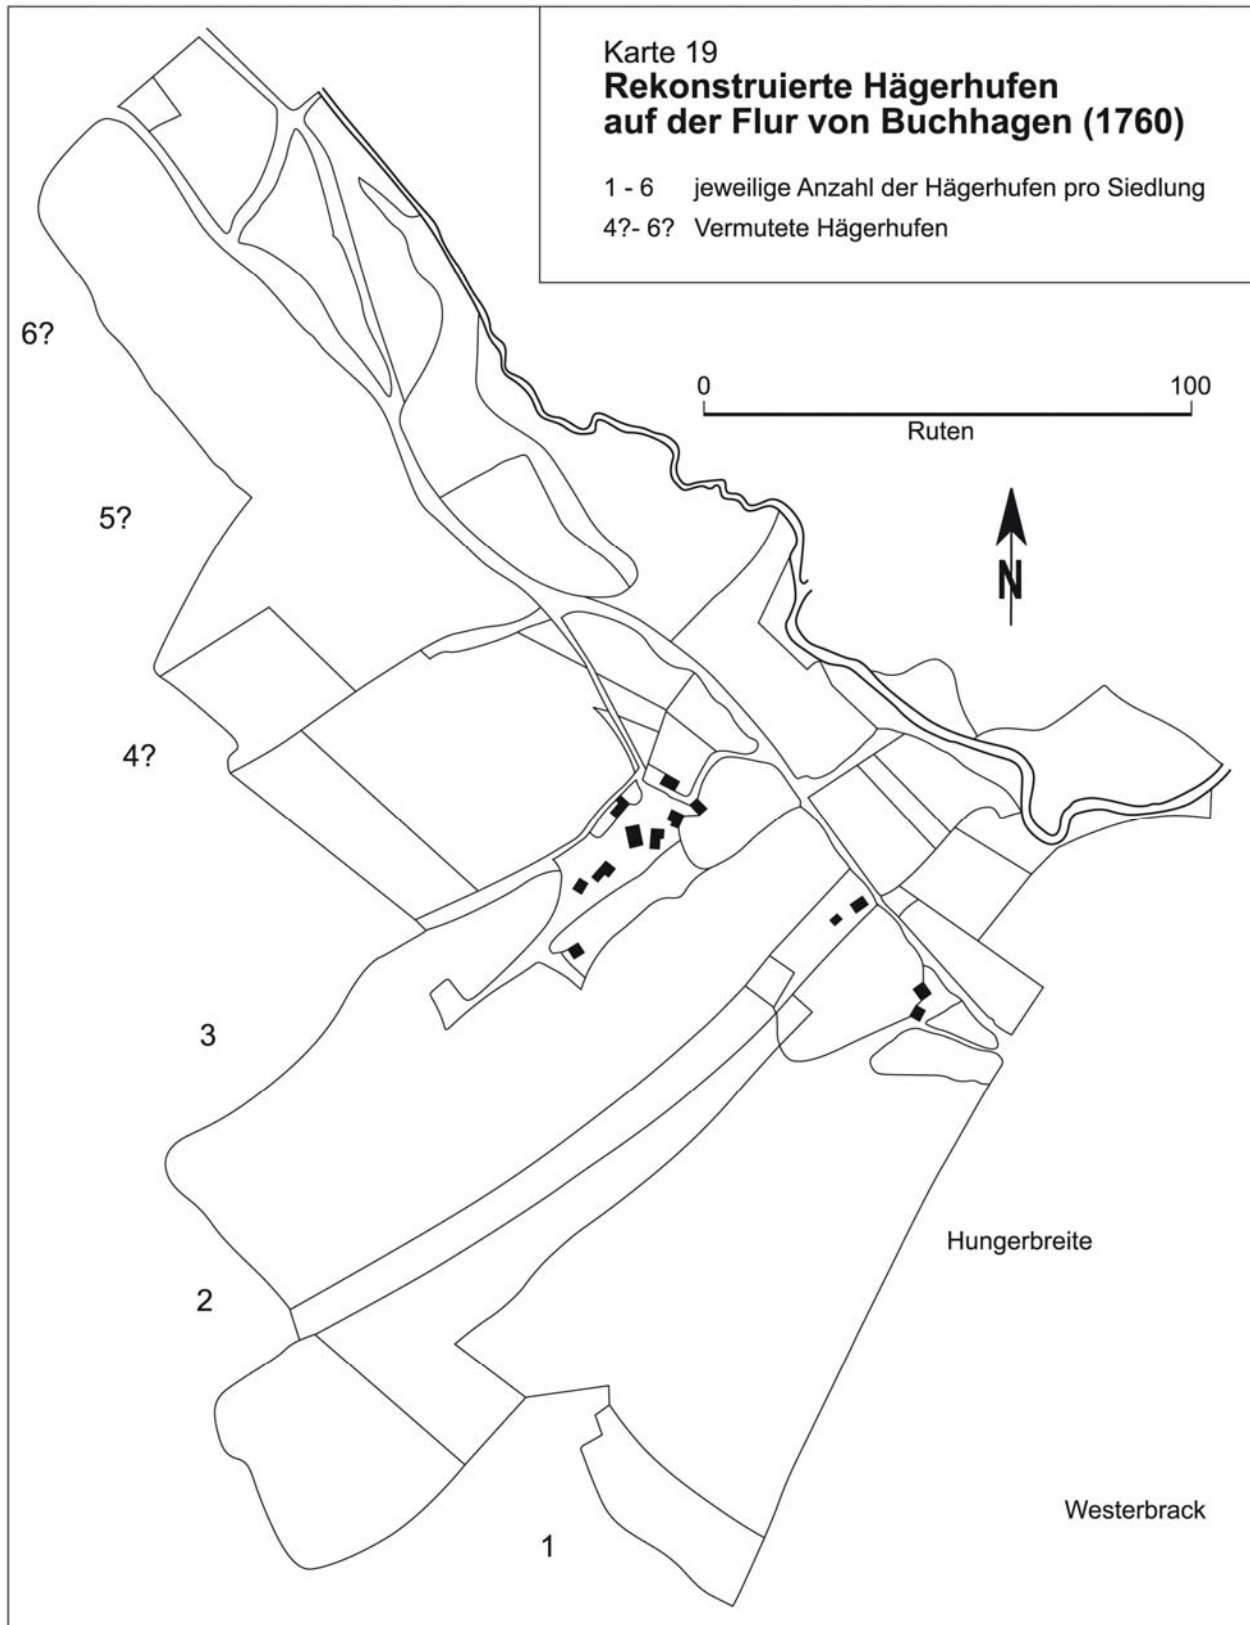 Karte 19
Rekonstruierte Hägerhufen
auf der Flur von Buchhagen (1760)
1 - 6 jeweilige Anzahl der Hägerhufen pro Siedlung
4?- 6? Vermutete Hägerhufen
6?
0 100
Ruten
5?
N
4?
3
Hungerbreite
2
Westerbrack
1